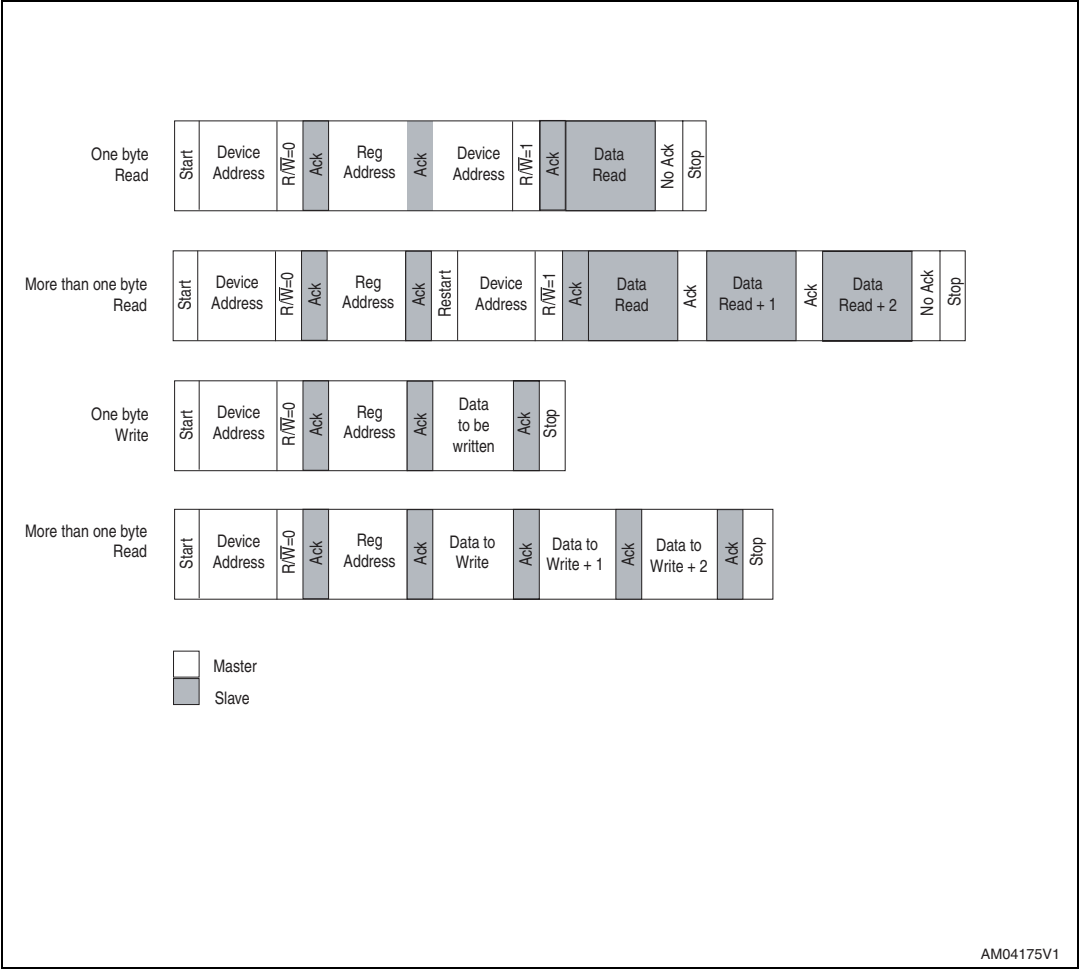 One byte
Read
Start
Device
Address
R/W̅=0
Ack
Reg
Address
Ack
Device
Address
R/W̅=1
Ack
Data
Read
No Ack
Stop
More than one byte
Read
Start
Device
Address
R/W̅=0
Ack
Reg
Address
Ack
Restart
Device
Address
R/W̅=1
Ack
Data
Read
Ack
Data
Read + 1
Ack
Data
Read + 2
No Ack
Stop
One byte
Write
Start
Device
Address
R/W̅=0
Ack
Reg
Address
Ack
Data
to be
written
Ack
Stop
More than one byte
Read
Start
Device
Address
R/W̅=0
Ack
Reg
Address
Ack
Data to
Write
Ack
Data to
Write + 1
Ack
Data to
Write + 2
Ack
Stop
Master
Slave
AM04175V1